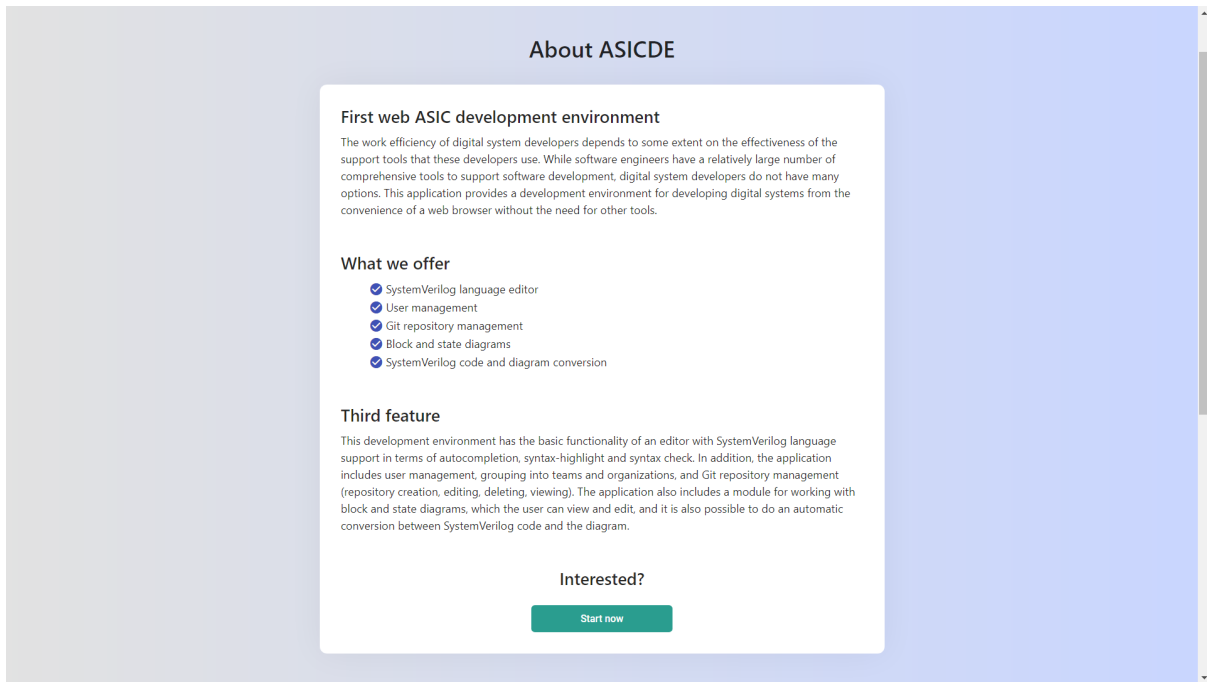 About ASICDE
First web ASIC development environment
The work efficiency of digital system developers depends to some extent on the effectiveness of the
support tools that these developers use. While software engineers have a relatively large number of
comprehensive tools to support software development, digital system developers do not have many
options. This application provides a development environment for developing digital systems from the
convenience of a web browser without the need for other tools.
What we offer
SystemVerilog language editor
User management
Git repository management
Block and state diagrams
SystemVerilog code and diagram conversion
Third feature
This development environment has the basic functionality of an editor with SystemVerilog language
support in terms of autocompletion, syntax-highlight and syntax check. In addition, the application
includes user management, grouping into teams and organizations, and Git repository management
(repository creation, editing, deleting, viewing). The application also includes a module for working with
block and state diagrams, which the user can view and edit, and it is also possible to do an automatic
conversion between SystemVerilog code and the diagram.
Interested?
Start now